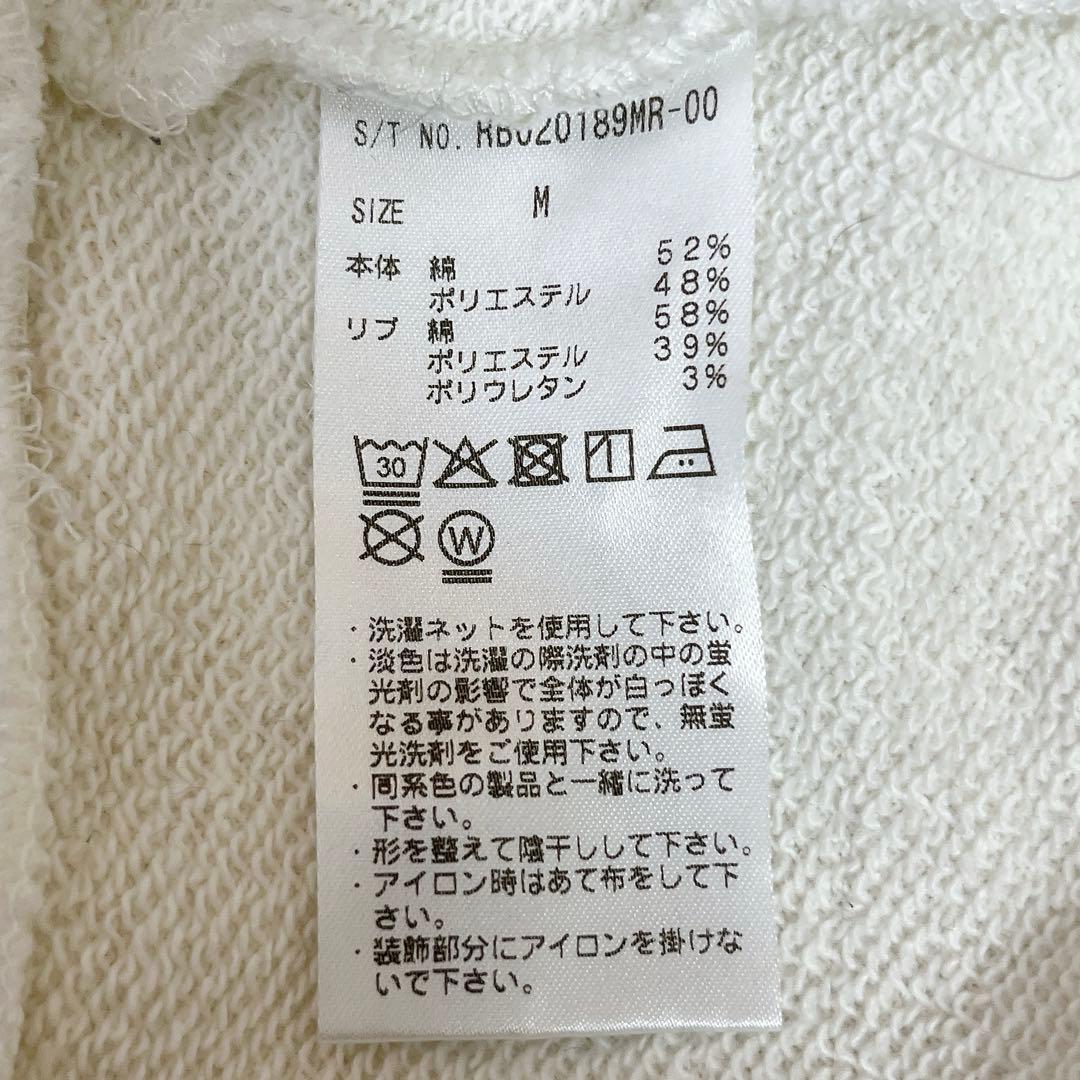 S/T NO. RB020189MR-00
SIZE M
本体 綿 52%
ポリエステル 48%
リブ 綿 58%
ポリエステル 39%
ポリウレタン 3%
30
W
・洗濯ネットを使用して下さい。
・淡色は洗濯の際洗剤の中の蛍
光剤の影響で全体が白っぽく
なる事がありますので、無蛍
光洗剤をご使用下さい。
・同系色の製品と一緒に洗って
下さい。
・形を整えて陰干しして下さい。
・アイロン時はあて布をして下
さい。
・装飾部分にアイロンを掛けな
いで下さい。